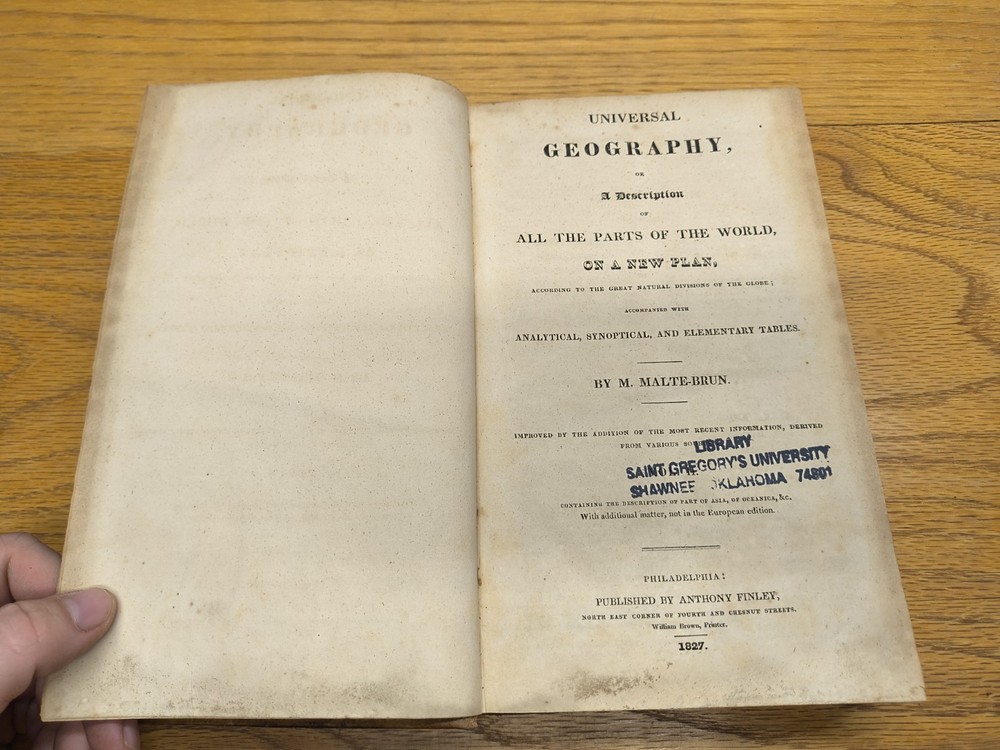 UNIVERSAL
GEOGRAPHY,
OR
A Description
OF
ALL THE PARTS OF THE WORLD,
ON A NEW PLAN,
ACCORDING TO THE GREAT NATURAL DIVISIONS OF THE GLOBE;
ACCOMPANIED WITH
ANALYTICAL, SYNOPTICAL, AND ELEMENTARY TABLES.
BY M. MALTE-BRUN.
IMPROVED BY THE ADDITION OF THE MOST RECENT INFORMATION, DERIVED
FROM VARIOUS
LIBRARY
SAINT GREGORY'S UNIVERSITY
SHAWNEE OKLAHOMA 74801
CONTAINING THE DESCRIPTION OF PART OF ASIA, OF OCEANICA, &c.
With additional matter, not in the European edition.
PHILADELPHIA:
PUBLISHED BY ANTHONY FINLEY,
NORTH EAST CORNER OF FOURTH AND CHESNUT STREETS.
William Brown, Printer.
1827.